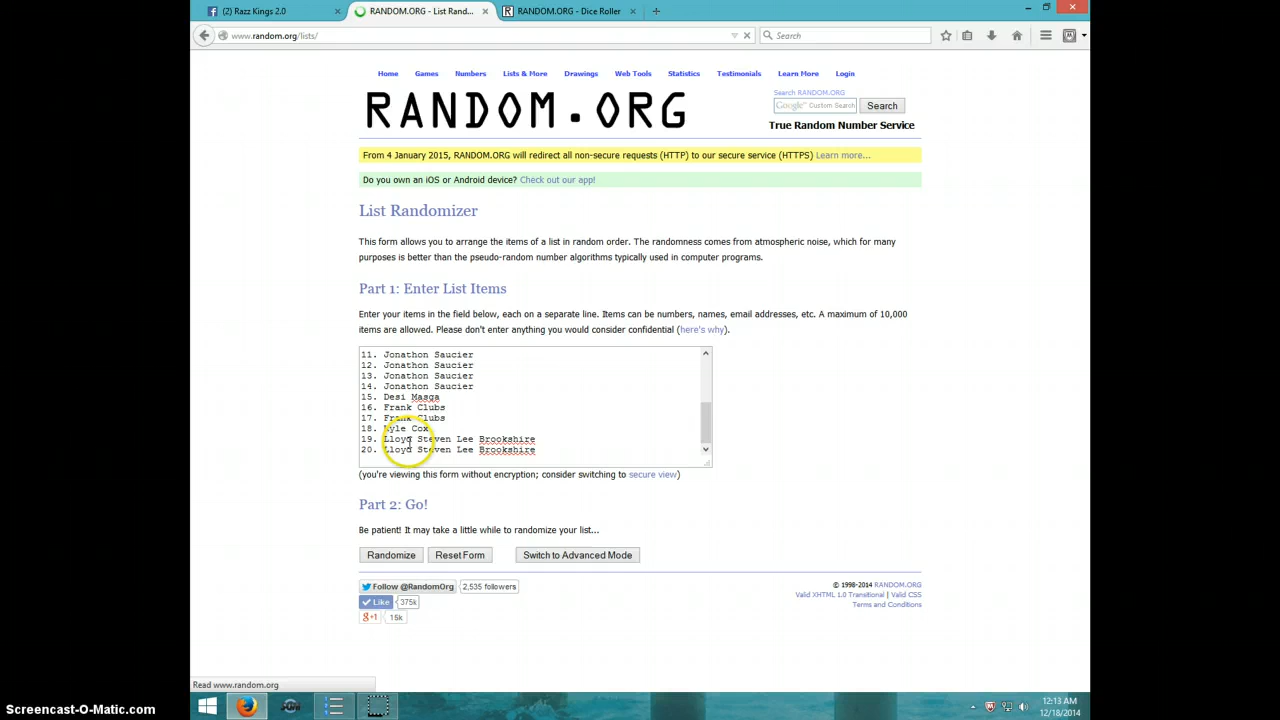 (2) Razz Kings 2.0 × RANDOM.ORG - List Rand... × RANDOM.ORG - Dice Roller × +
www.random.org/lists/ Search
Home Games Numbers Lists & More Drawings Web Tools Statistics Testimonials Learn More Login
Search RANDOM.ORG
RANDOM.ORG
Google™ Custom Search Search
True Random Number Service
From 4 January 2015, RANDOM.ORG will redirect all non-secure requests (HTTP) to our secure service (HTTPS) Learn more...
Do you own an iOS or Android device? Check out our app!
List Randomizer
This form allows you to arrange the items of a list in random order. The randomness comes from atmospheric noise, which for many
purposes is better than the pseudo-random number algorithms typically used in computer programs.
Part 1: Enter List Items
Enter your items in the field below, each on a separate line. Items can be numbers, names, email addresses, etc. A maximum of 10,000
items are allowed. Please don't enter anything you would consider confidential (here's why).
11. Jonathon Saucier
12. Jonathon Saucier
13. Jonathon Saucier
14. Jonathon Saucier
15. Desi Masga
16. Frank Clubs
17. Frank Clubs
18. Kyle Cox
19. Lloyd Steven Lee Brookshire
20. Lloyd Steven Lee Brookshire
(you're viewing this form without encryption; consider switching to secure view)
Part 2: Go!
Be patient! It may take a little while to randomize your list...
Randomize Reset Form Switch to Advanced Mode
Follow @RandomOrg 2,535 followers
Like 375k
g+1 15k
© 1998-2014 RANDOM.ORG
Valid XHTML 1.0 Transitional | Valid CSS
Terms and Conditions
Read www.random.org
Screencast-O-Matic.com
12:13 AM
12/18/2014